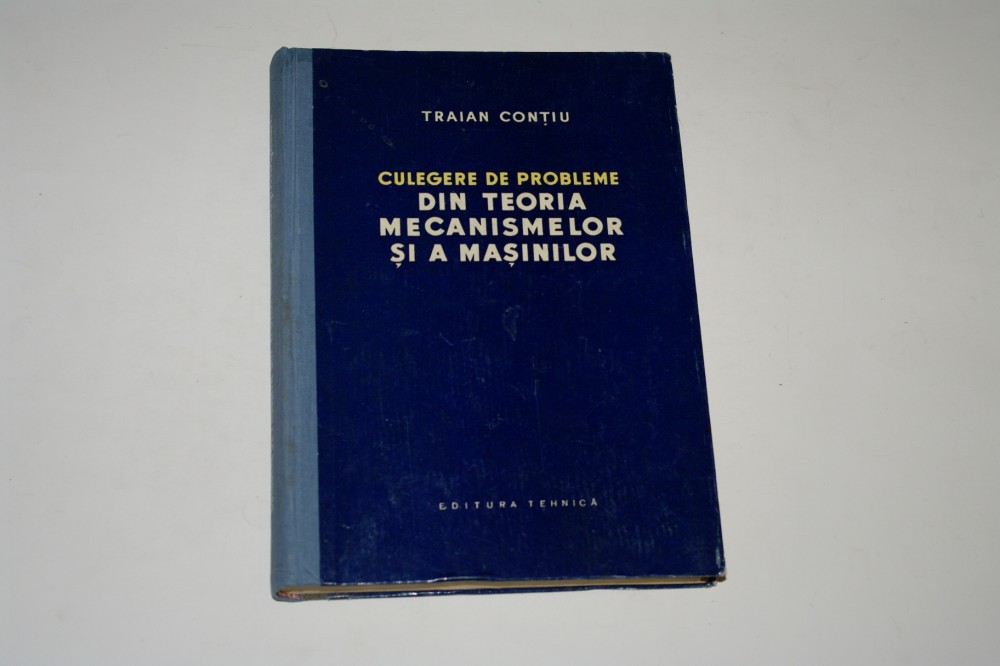 TRAIAN CONȚIU
CULEGERE DE PROBLEME
DIN TEORIA
MECANISMELOR
ȘI A MAȘINILOR
EDITURA TEHNICĂ